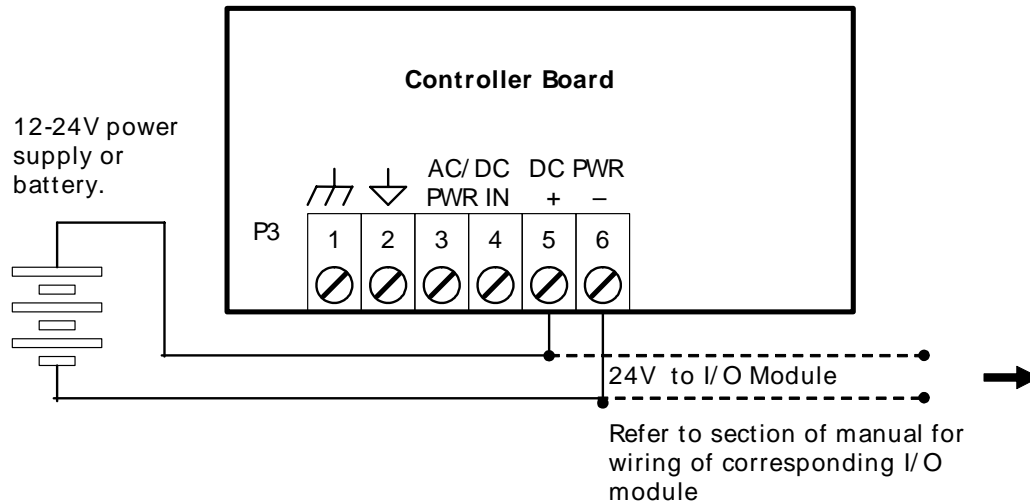 Controller Board
12-24V power
supply or
battery.
AC/DC DC PWR
PWR IN + –
P3 1 2 3 4 5 6
24V to I/O Module
Refer to section of manual for
wiring of corresponding I/O
module